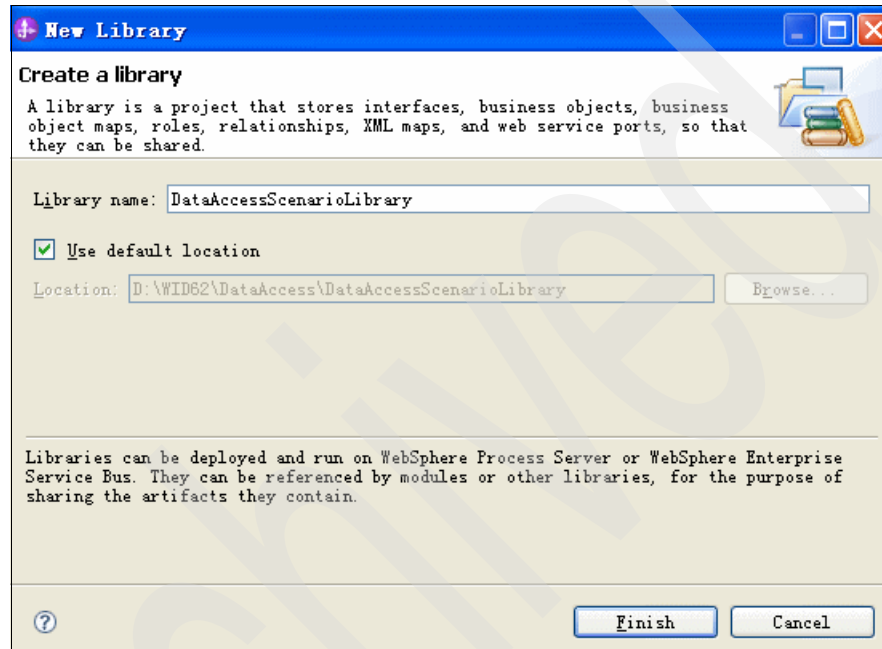 New Library
Create a library
A library is a project that stores interfaces, business objects, business
object maps, roles, relationships, XML maps, and web service ports, so that
they can be shared.
Library name: DataAccessScenarioLibrary
Use default location
Location: D:\WID62\DataAccess\DataAccessScenarioLibrary Browse...
Libraries can be deployed and run on WebSphere Process Server or WebSphere Enterprise
Service Bus. They can be referenced by modules or other libraries, for the purpose of
sharing the artifacts they contain.
? Finish Cancel